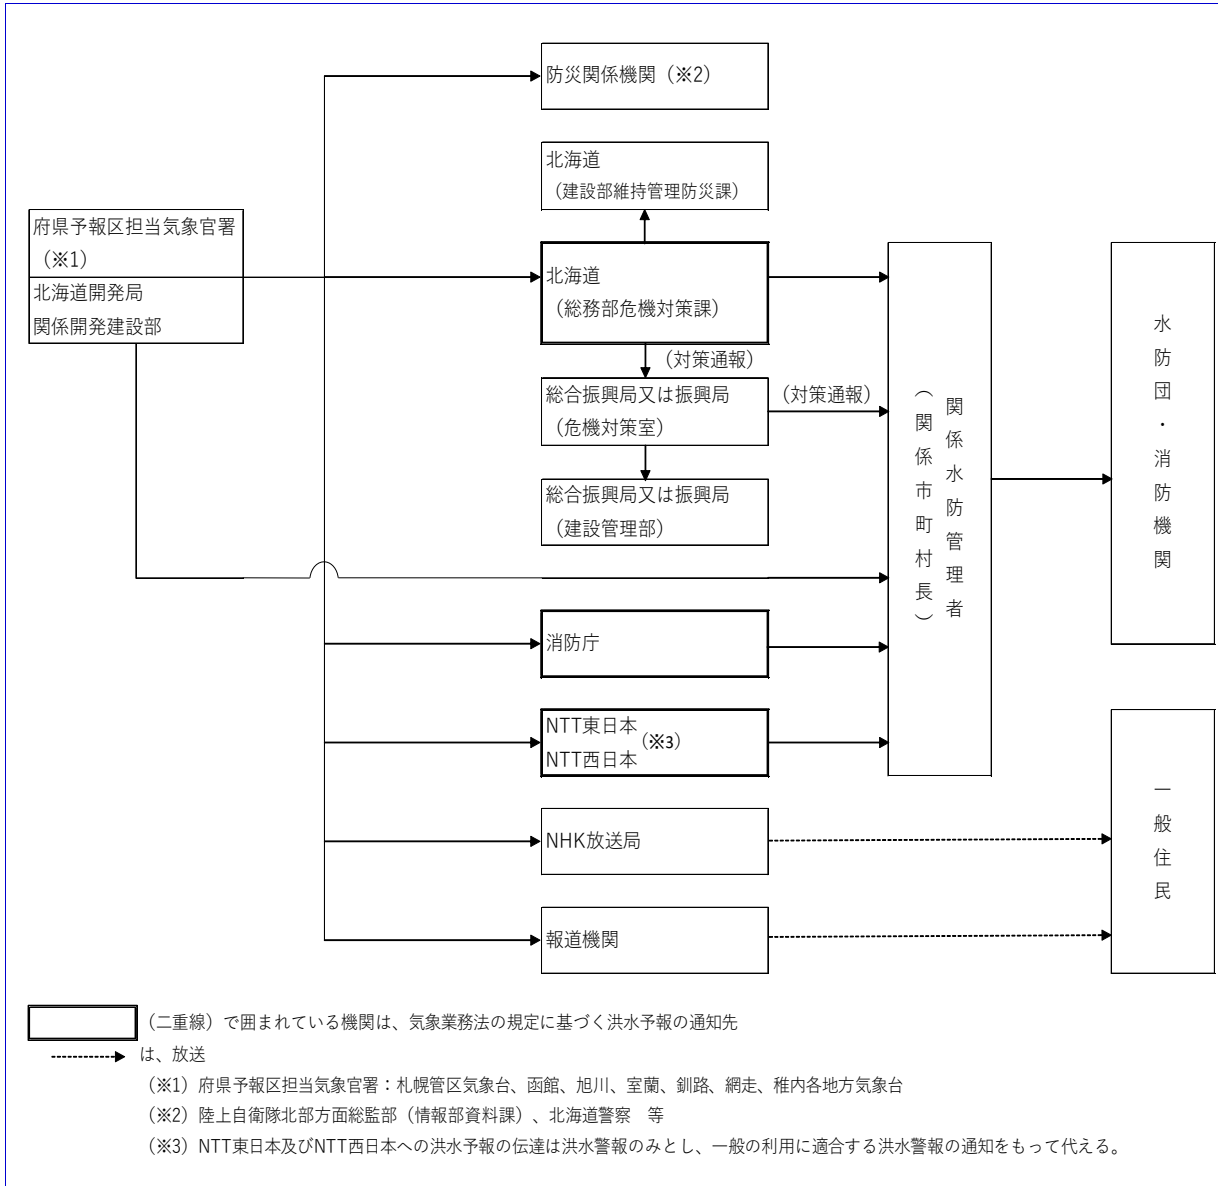 防災関係機関（※2）
北海道
（建設部維持管理防災課）
府県予報区担当気象官署
（※1）
北海道開発局
関係開発建設部
北海道
（総務部危機対策課）
（対策通報）
総合振興局又は振興局
（危機対策室）
（対策通報）
総合振興局又は振興局
（建設管理部）
消防庁
NTT東日本
NTT西日本
（※3）
NHK放送局
報道機関
関係水防管理者
（関係市町村長）
水防団・消防機関
一般住民
（二重線）で囲まれている機関は、気象業務法の規定に基づく洪水予報の通知先
は、放送
（※1）府県予報区担当気象官署：札幌管区気象台、函館、旭川、室蘭、釧路、網走、稚内各地方気象台
（※2）陸上自衛隊北部方面総監部（情報部資料課）、北海道警察　等
（※3）NTT東日本及びNTT西日本への洪水予報の伝達は洪水警報のみとし、一般の利用に適合する洪水警報の通知をもって代える。